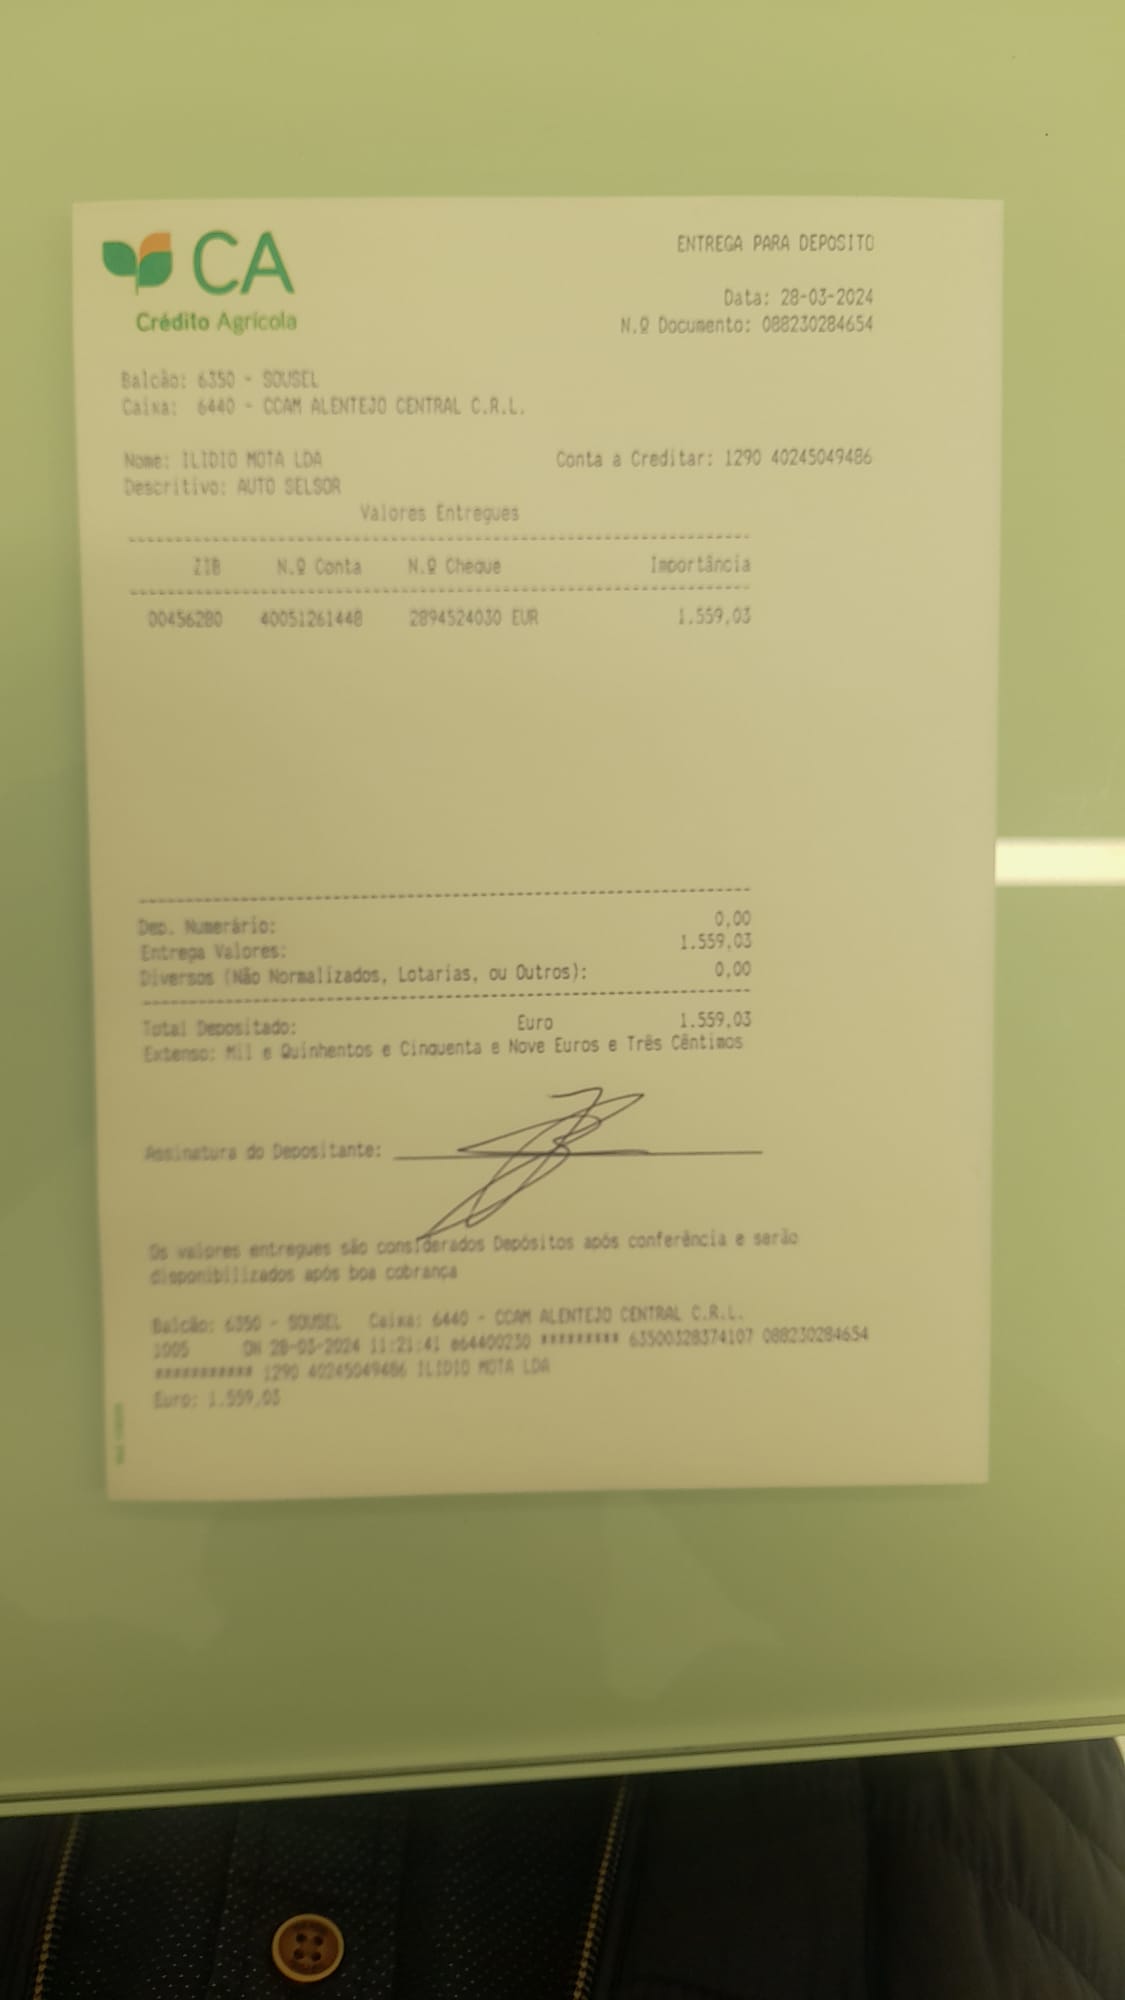 CA
Crédito Agrícola
ENTREGA PARA DEPOSITO
Data: 28-03-2024
N.º Documento: 088230284654
Balcão: 6350 - SOUSEL
Caixa: 6440 - CCAM ALENTEJO CENTRAL C.R.L.
Nome: ILIDIO MOTA LDA Conta a Creditar: 1290 40245049486
Descritivo: AUTO SELSOR
Valores Entregues
ZIB N.º Conta N.º Cheque Importância
00456280 40051261448 2894524030 EUR 1.559,03
Dep. Numerário: 0,00
Entrega Valores: 1.559,03
Diversos (Não Normalizados, Lotarias, ou Outros): 0,00
Total Depositado: Euro 1.559,03
Extenso: Mil e Quinhentos e Cinquenta e Nove Euros e Três Cêntimos
Assinatura do Depositante:
Os valores entregues são considerados Depósitos após conferência e serão
disponibilizados após boa cobrança
Balcão: 6350 - SOUSEL Caixa: 6440 - CCAM ALENTEJO CENTRAL C.R.L.
1005 ON 28-03-2024 11:21:41 e64400230 ********* 63500328374107 088230284654
*********** 1290 40245049486 ILIDIO MOTA LDA
Euro: 1.559,03